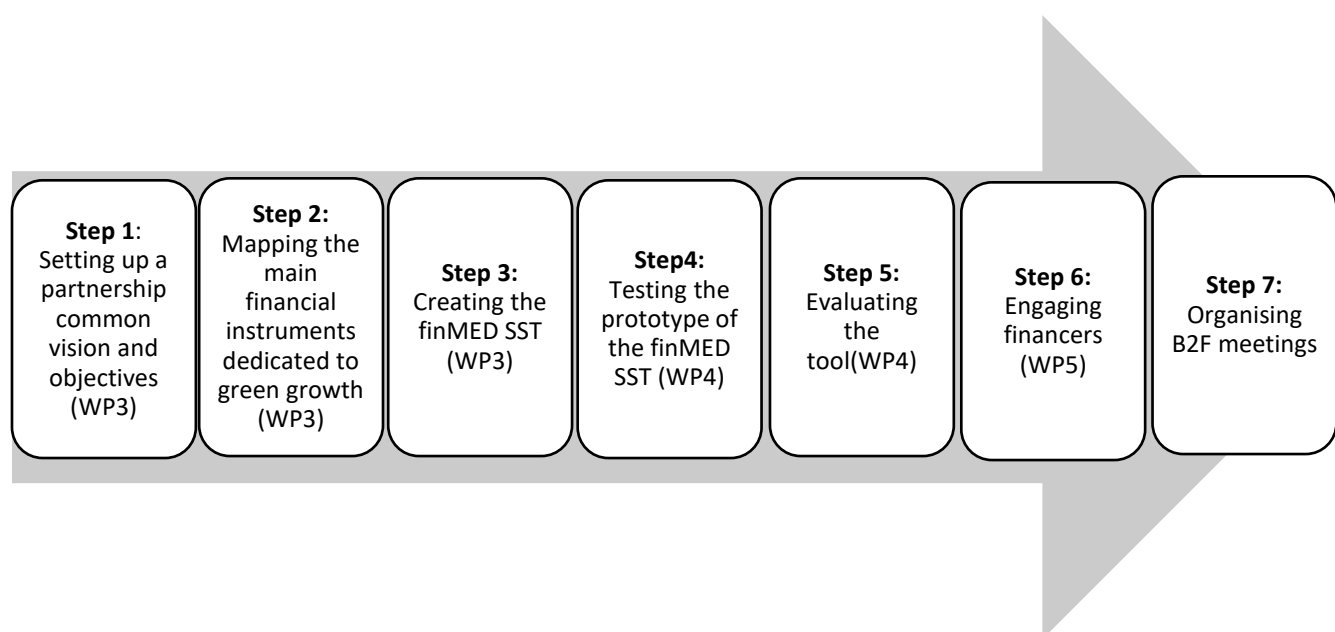 Step 1:
Setting up a
partnership
common
vision and
objectives
(WP3)
Step 2:
Mapping the
main
financial
instruments
dedicated to
green growth
(WP3)
Step 3:
Creating the
finMED SST
(WP3)
Step4:
Testing the
prototype of
the finMED
SST (WP4)
Step 5:
Evaluating
the
tool(WP4)
Step 6:
Engaging
financers
(WP5)
Step 7:
Organising
B2F meetings